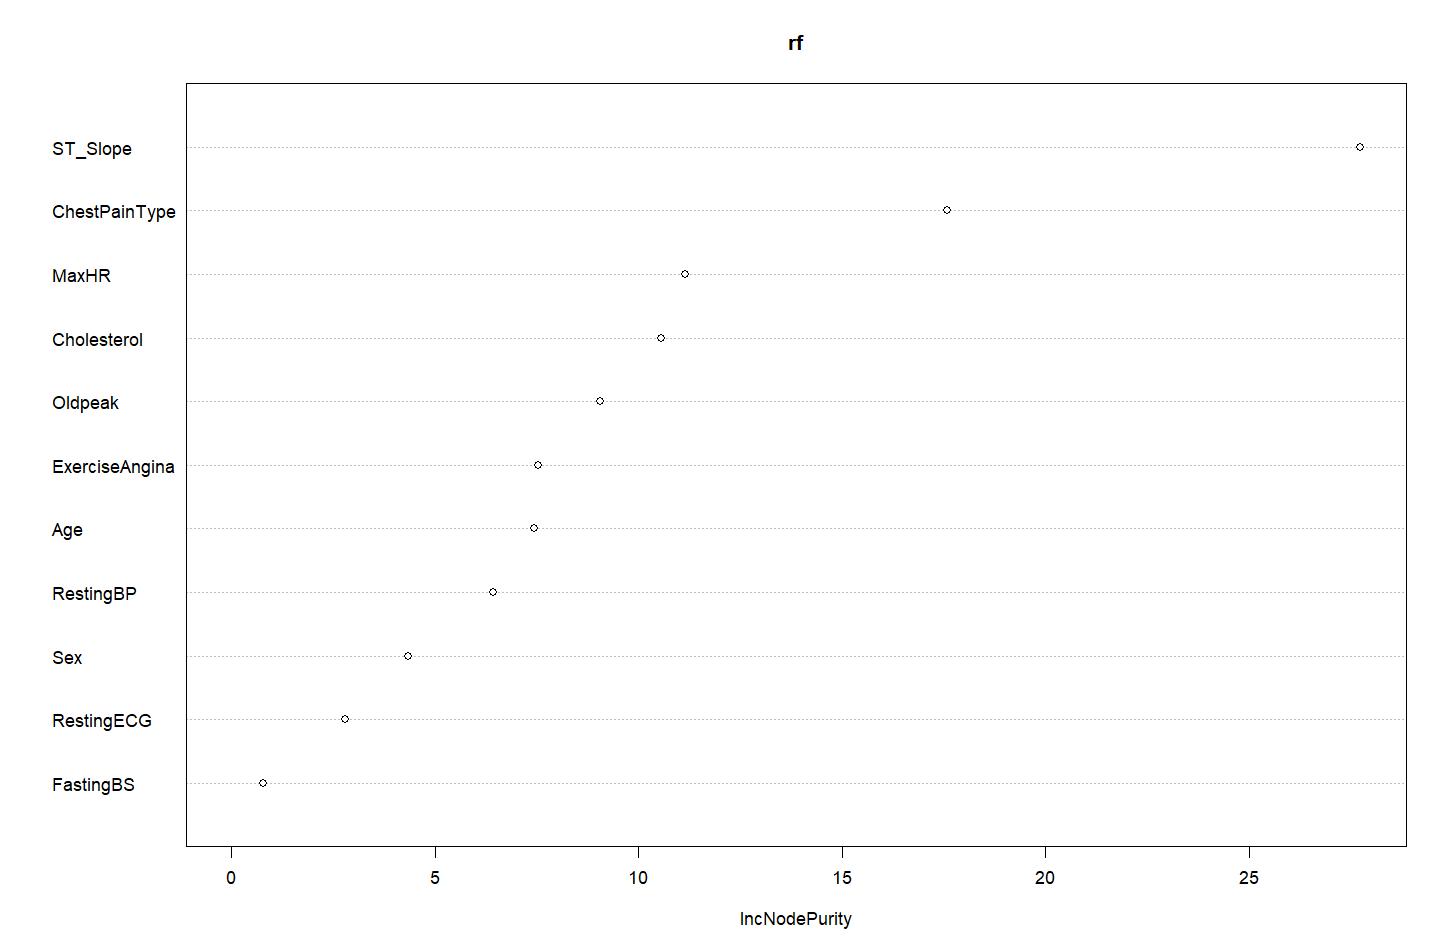 rf
ST_Slope
ChestPainType
MaxHR
Cholesterol
Oldpeak
ExerciseAngina
Age
RestingBP
Sex
RestingECG
FastingBS
0 5 10 15 20 25
IncNodePurity